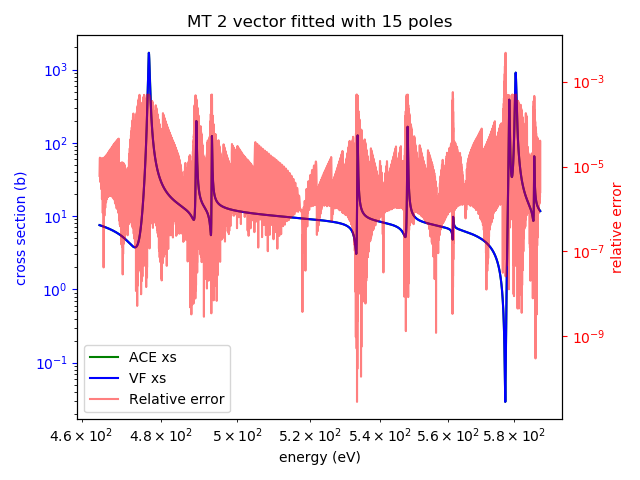 MT 2 vector fitted with 15 poles
cross section (b)
10³
10²
10¹
10⁰
10⁻¹
10⁻³
10⁻⁵
10⁻⁷
10⁻⁹
relative error
ACE xs
VF xs
Relative error
4.6 × 10² 4.8 × 10² 5 × 10² 5.2 × 10² 5.4 × 10² 5.6 × 10² 5.8 × 10²
energy (eV)